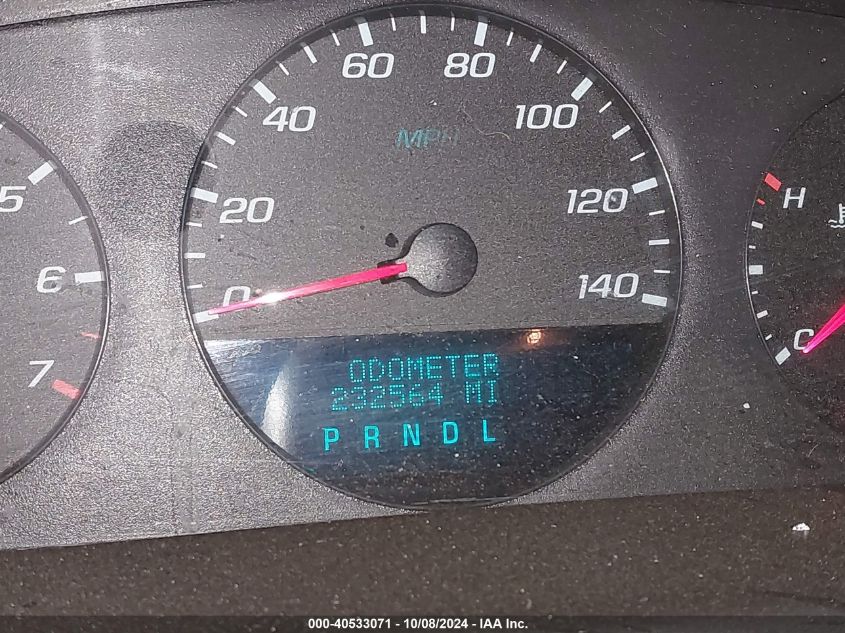 60 80
40 100
MPH
5 20 120 H
6 0 140
7 C
ODOMETER
232564 MI
P R N D L
000-40533071 - 10/08/2024 - IAA Inc.